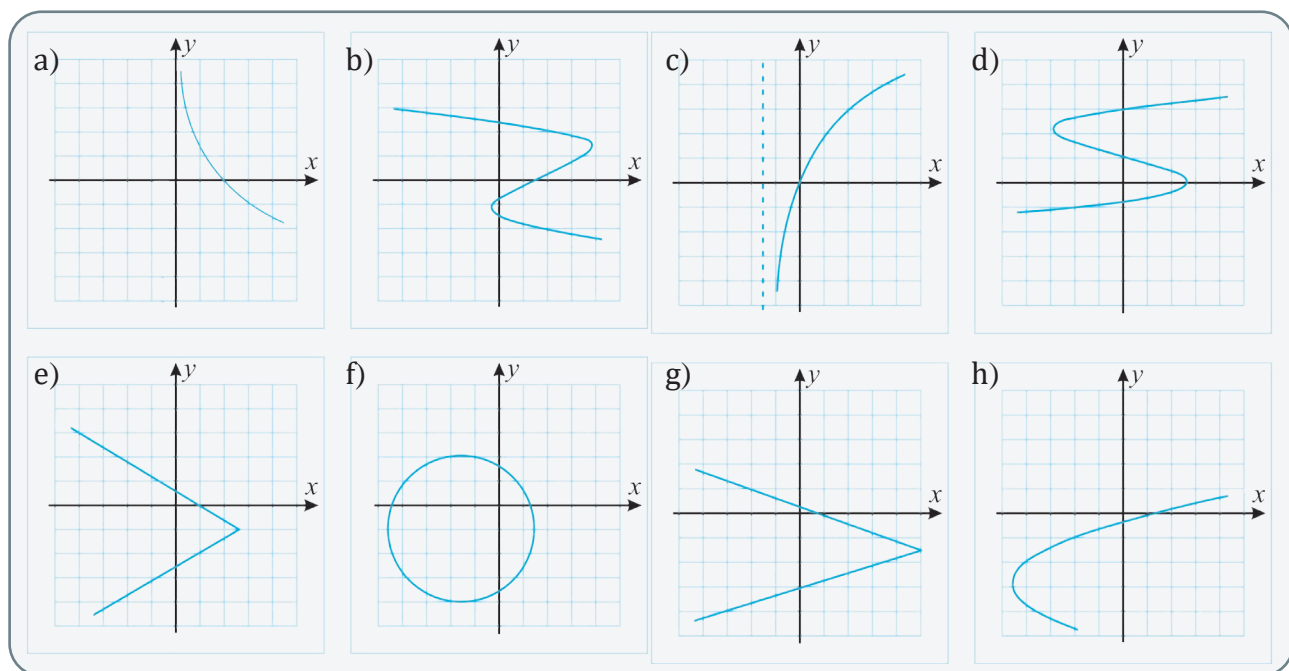 a) y x
b) y x
c) y x
d) y x
e) y x
f) y x
g) y x
h) y x